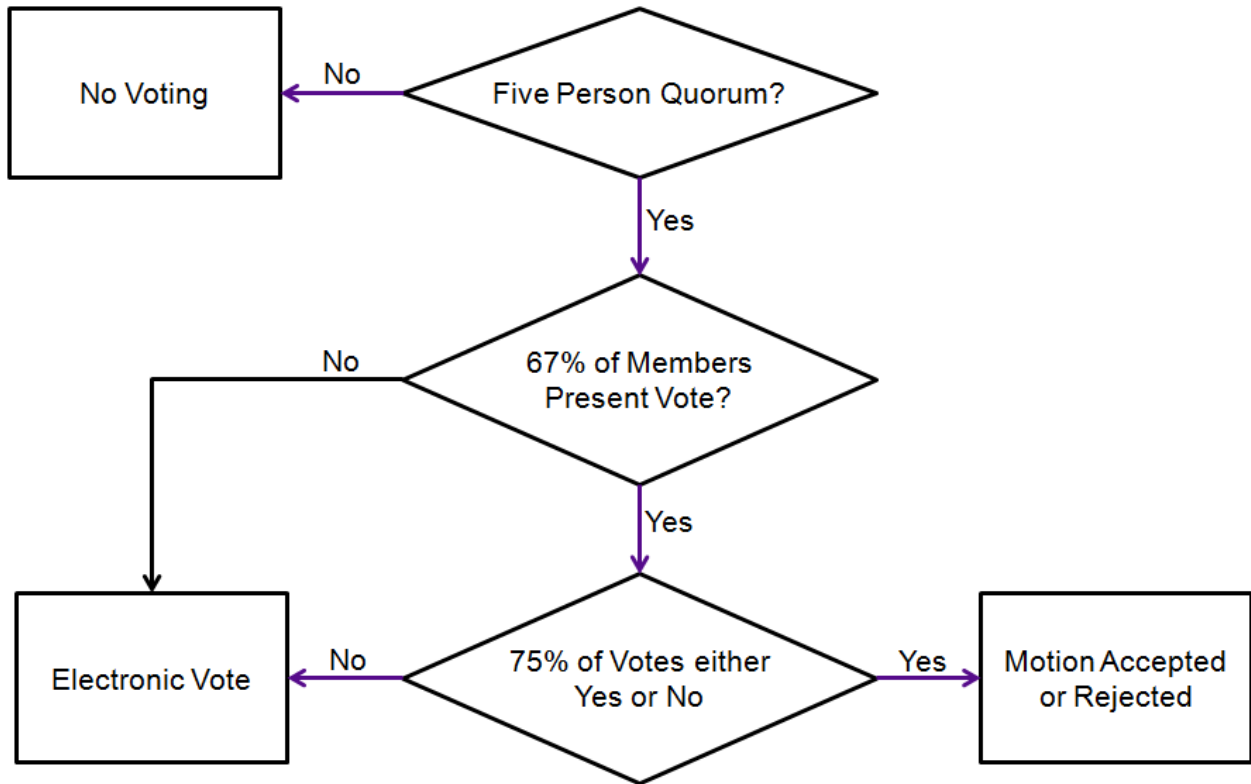 No Voting
No
Five Person Quorum?
Yes
No
67% of Members
Present Vote?
Yes
Electronic Vote
No
75% of Votes either
Yes or No
Yes
Motion Accepted
or Rejected